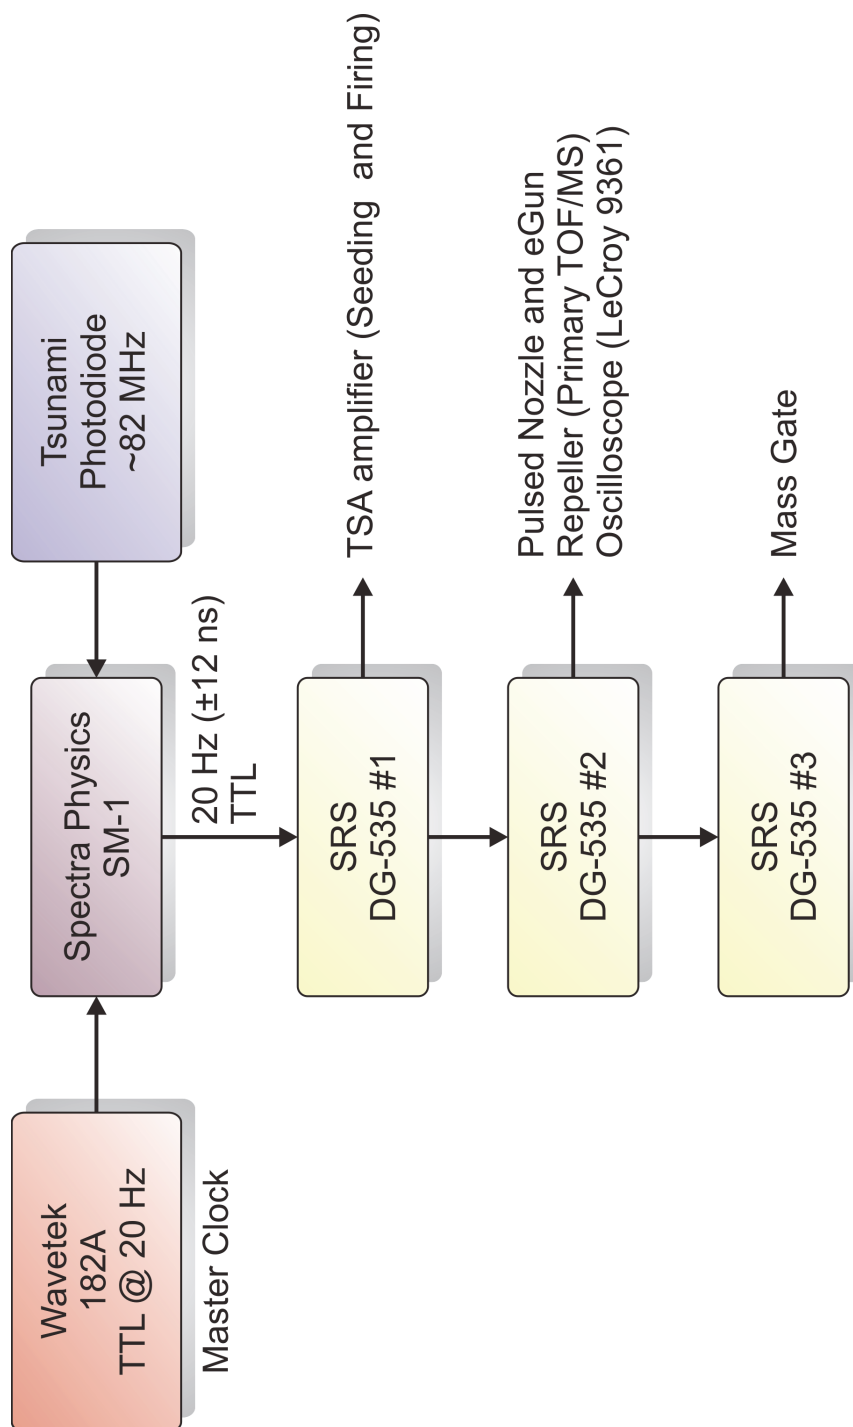 Wavetek
182A
TTL @ 20 Hz
Master Clock
Spectra Physics
SM-1
Tsunami
Photodiode
~82 MHz
20 Hz (±12 ns)
TTL
SRS
DG-535 #1
TSA amplifier (Seeding  and Firing)
SRS
DG-535 #2
Pulsed Nozzle and eGun
Repeller (Primary TOF/MS)
Oscilloscope (LeCroy 9361)
SRS
DG-535 #3
Mass Gate